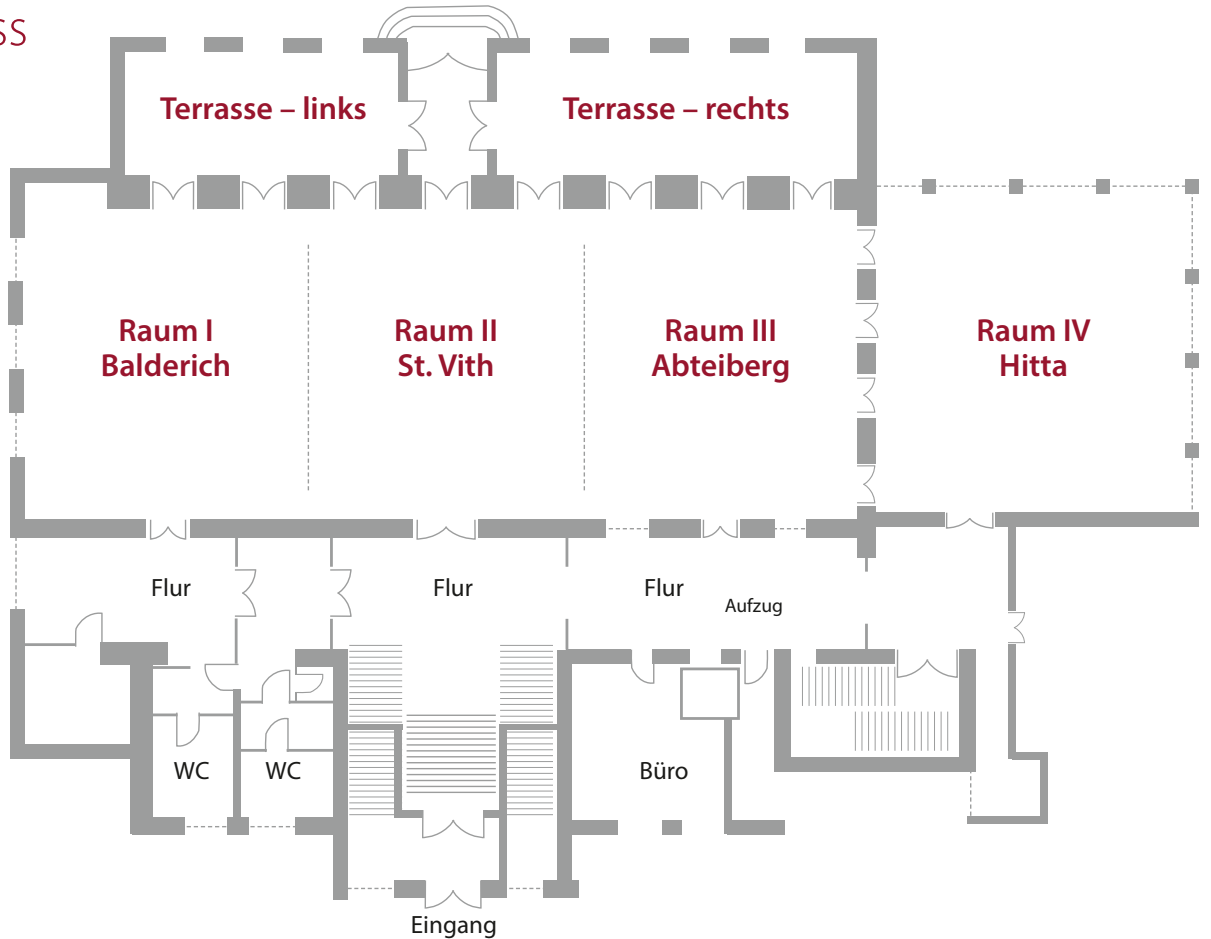 SS
Terrasse – links
Terrasse – rechts
Raum I
Balderich
Raum II
St. Vith
Raum III
Abteiberg
Raum IV
Hitta
Flur
Flur
Flur
Aufzug
WC
WC
Büro
Eingang